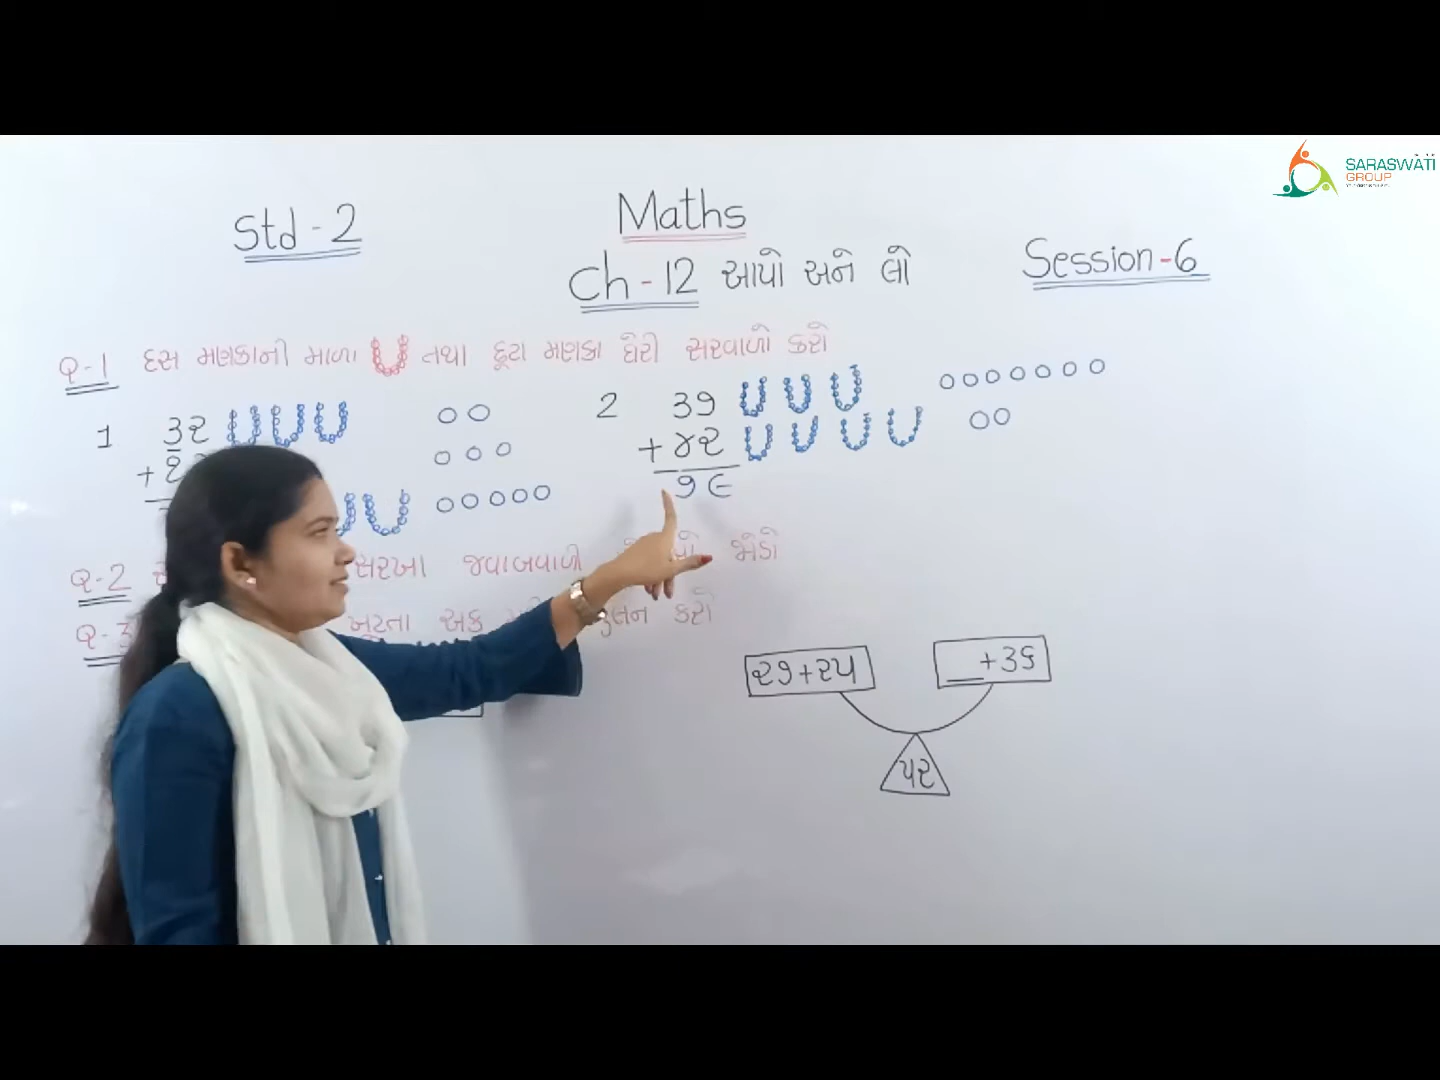 SARASWATI
GROUP
Std - 2
Maths
Ch - 12 આપો અને લો
Session - 6
Q-1 દસ મણકાની માળા તથા છૂટા મણકા દોરી સરવાળો કરો
1 ૩૨
+
2 ૩૭
+ ૪૨
૭૯
Q-2 સરખા જવાબવાળી જોડો
Q-3 ખૂટતા અંક કરો
૨૭+૨૫
__+૩૬
૫૨